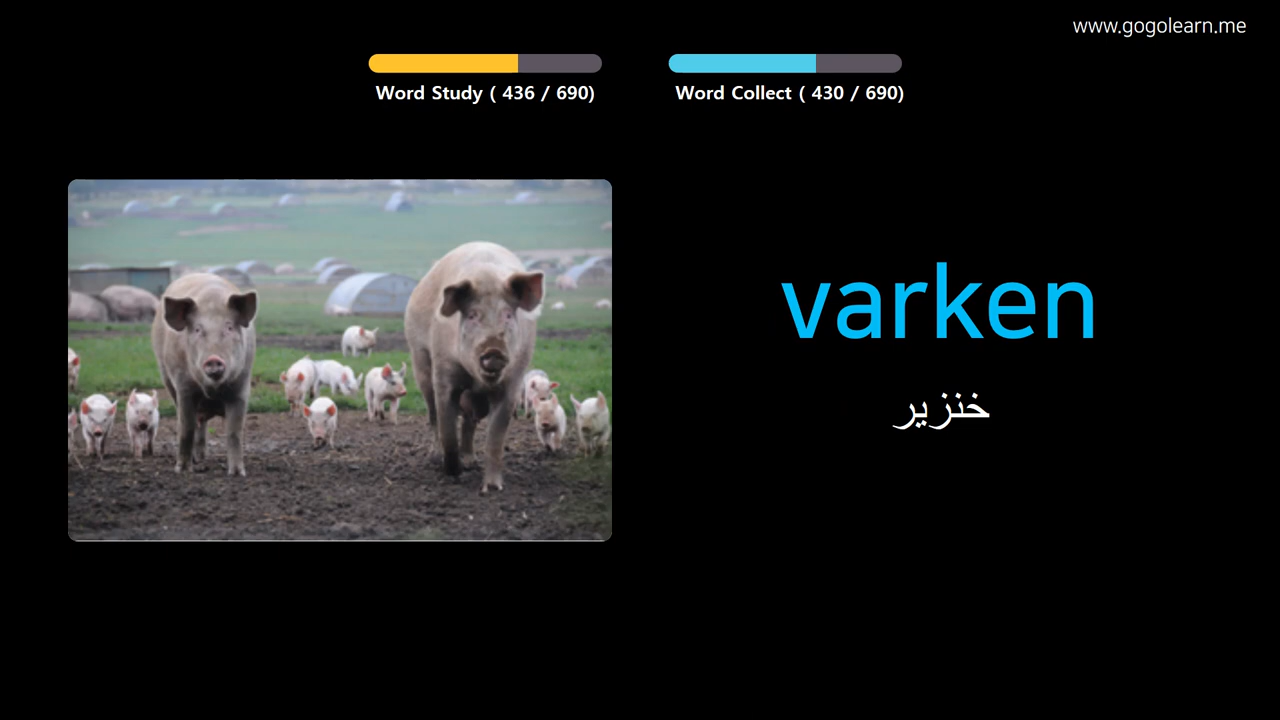 www.gogolearn.me
Word Study ( 436 / 690)
Word Collect ( 430 / 690)
varken
خنزير